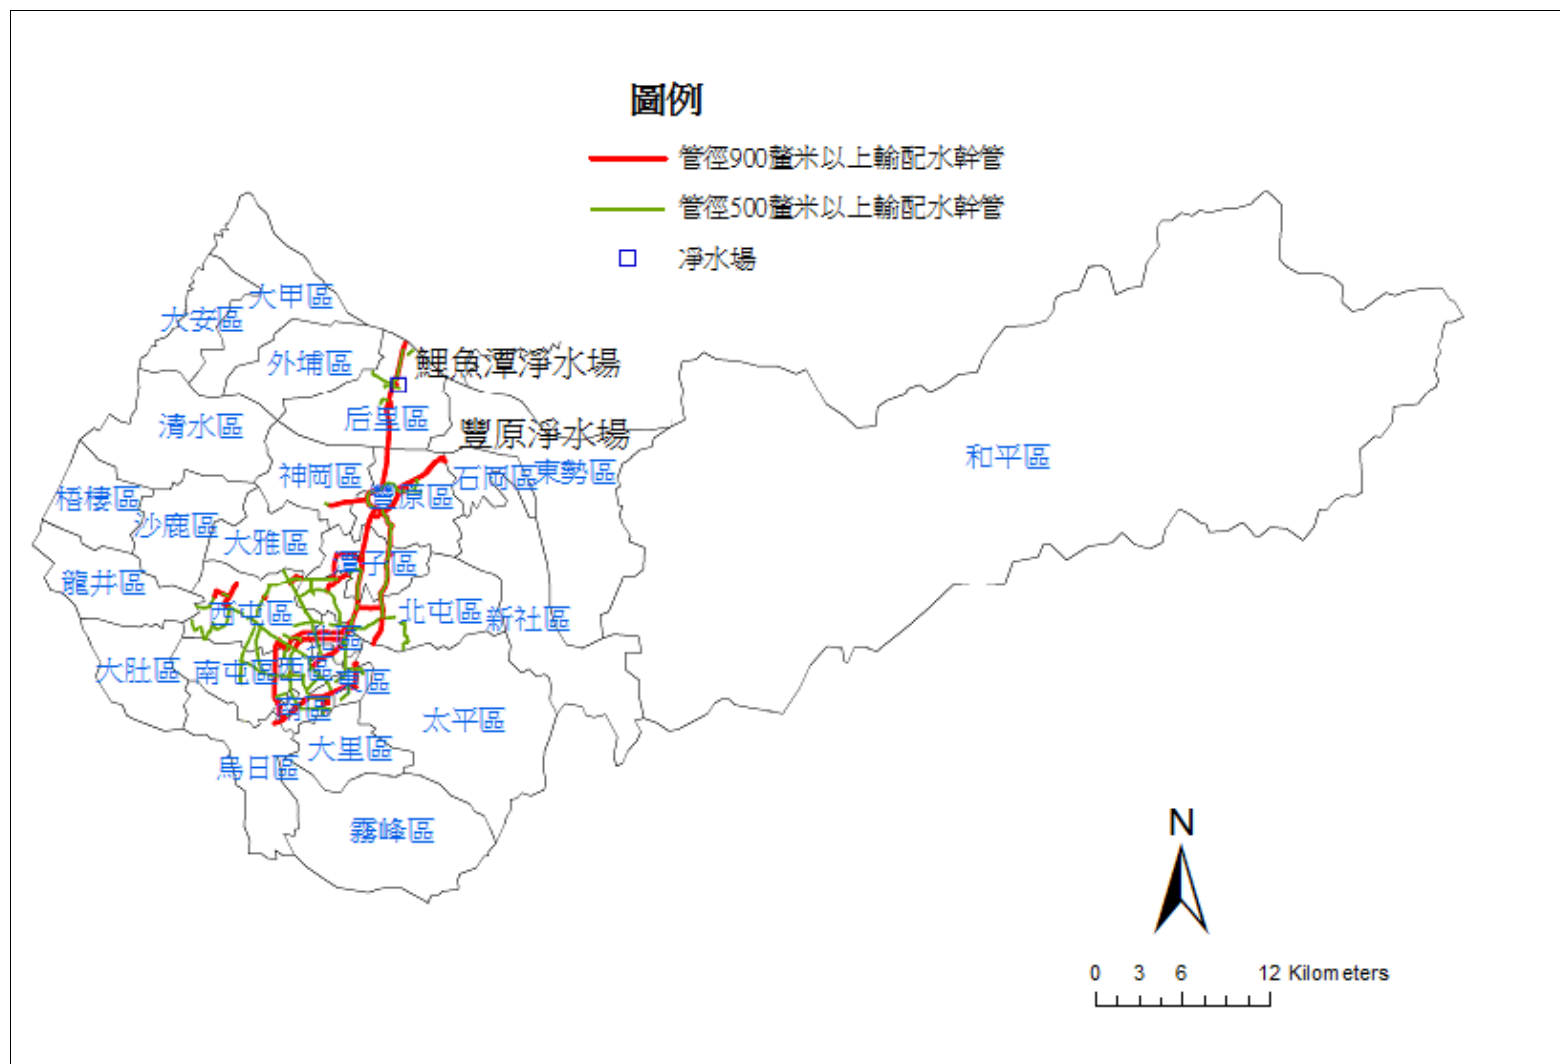 圖例
管徑900釐米以上輸配水幹管
管徑500釐米以上輸配水幹管
凈水場
大甲區
大安區
外埔區
鯉魚潭淨水場
后里區
清水區
豐原淨水場
和平區
神岡區
石岡區
東勢區
豐原區
梧棲區
沙鹿區
大雅區
潭子區
龍井區
西屯區
北屯區
新社區
北區
大肚區
南屯區
西區
東區
南區
太平區
大里區
烏日區
霧峰區
N
0 3 6 12 Kilometers